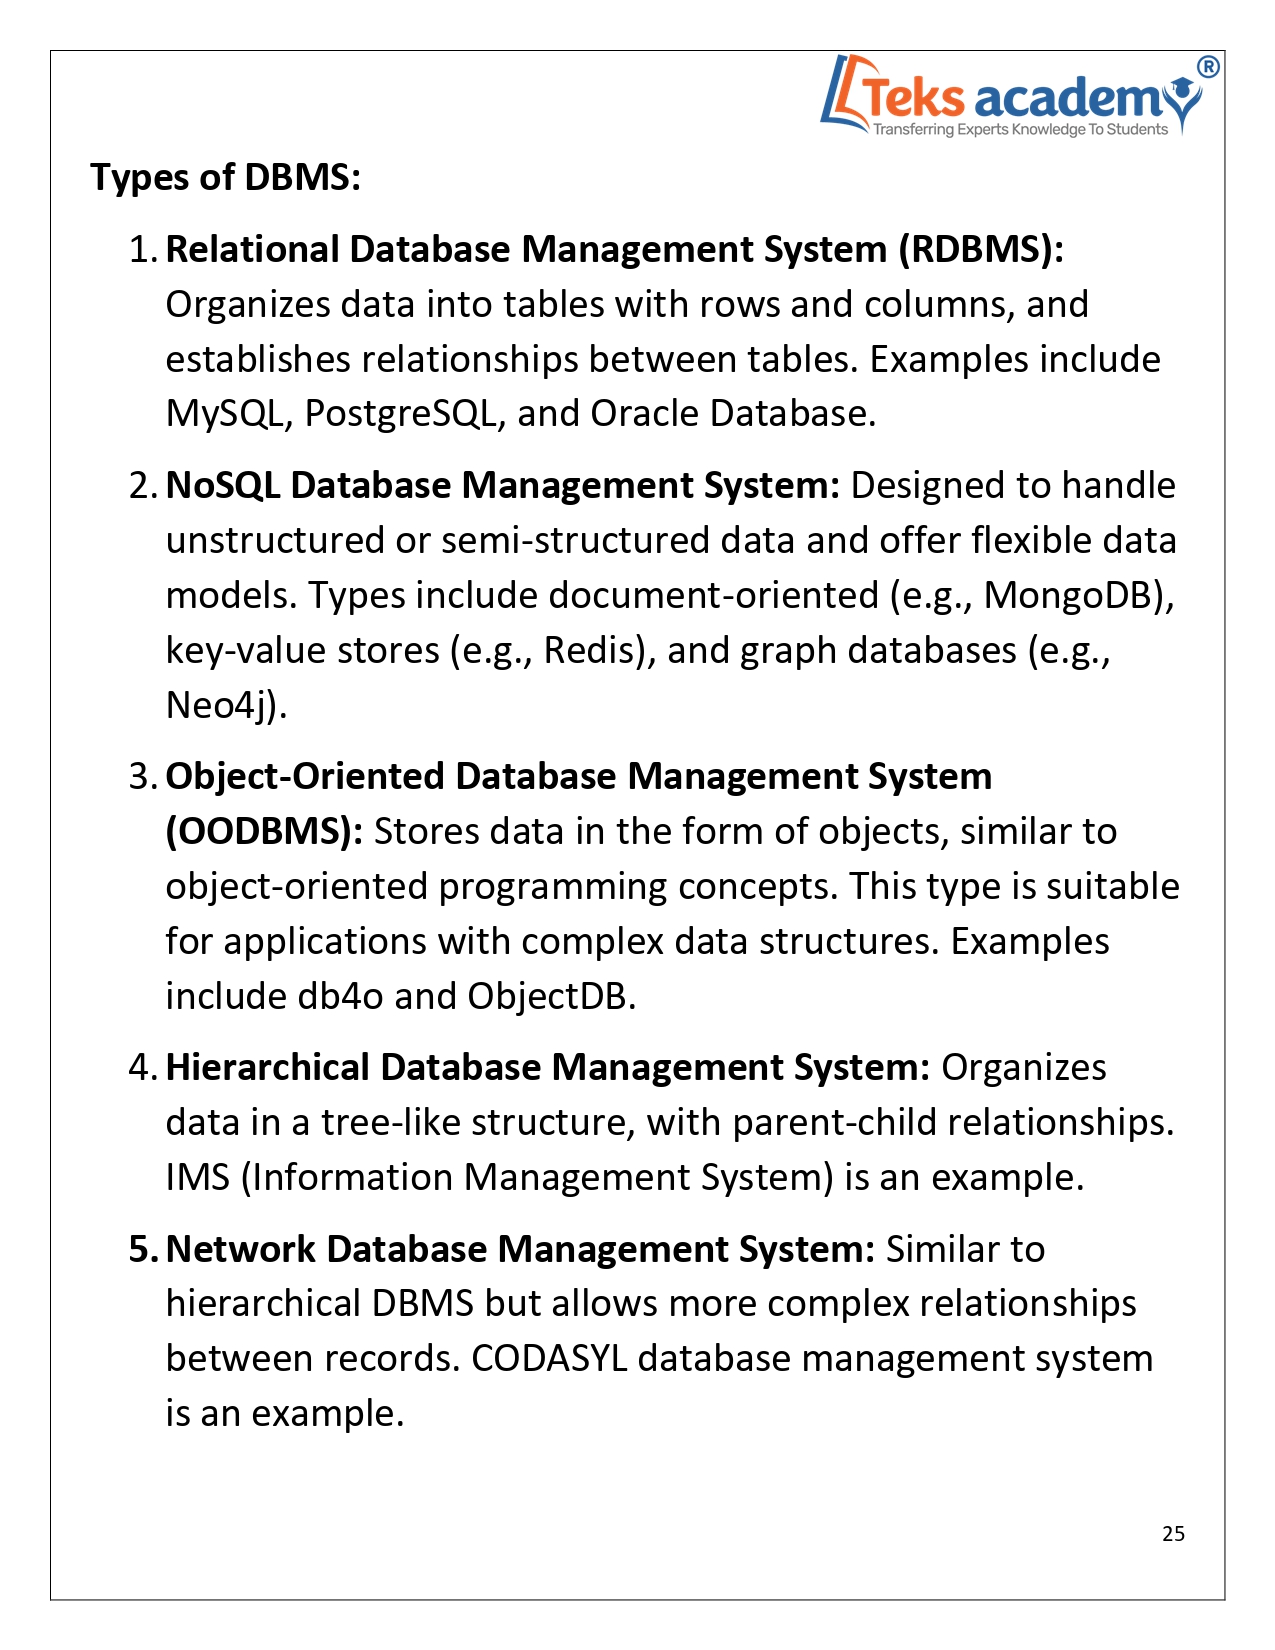 Teks academy®
Transferring Experts Knowledge To Students
Types of DBMS:
1. Relational Database Management System (RDBMS):
Organizes data into tables with rows and columns, and
establishes relationships between tables. Examples include
MySQL, PostgreSQL, and Oracle Database.
2. NoSQL Database Management System: Designed to handle
unstructured or semi-structured data and offer flexible data
models. Types include document-oriented (e.g., MongoDB),
key-value stores (e.g., Redis), and graph databases (e.g.,
Neo4j).
3. Object-Oriented Database Management System
(OODBMS): Stores data in the form of objects, similar to
object-oriented programming concepts. This type is suitable
for applications with complex data structures. Examples
include db4o and ObjectDB.
4. Hierarchical Database Management System: Organizes
data in a tree-like structure, with parent-child relationships.
IMS (Information Management System) is an example.
5. Network Database Management System: Similar to
hierarchical DBMS but allows more complex relationships
between records. CODASYL database management system
is an example.
25